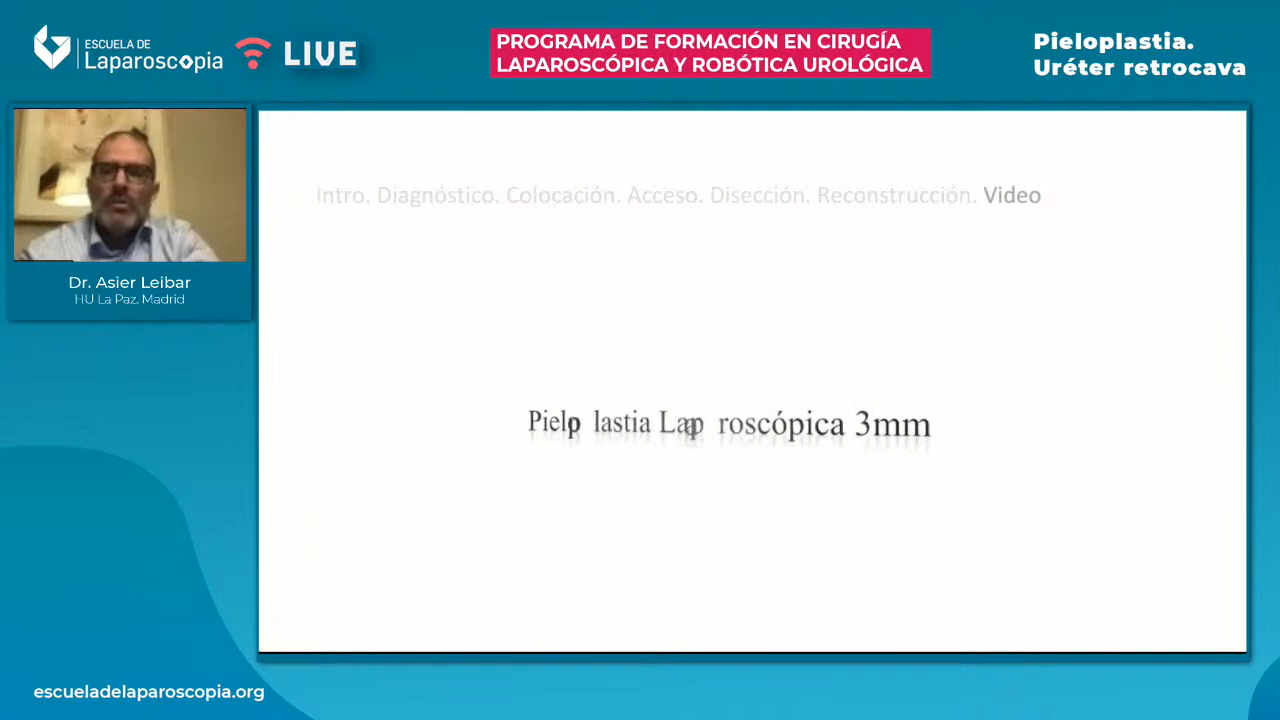 ESCUELA DE
Laparoscopia
LIVE
PROGRAMA DE FORMACIÓN EN CIRUGÍA
LAPAROSCÓPICA Y ROBÓTICA UROLÓGICA
Pieloplastia.
Uréter retrocava
Dr. Asier Leibar
HU La Paz. Madrid
Intro. Diagnóstico. Colocación. Acceso. Disección. Reconstrucción. Video
Pieloplastia Laparoscópica 3mm
escueladelaparoscopia.org